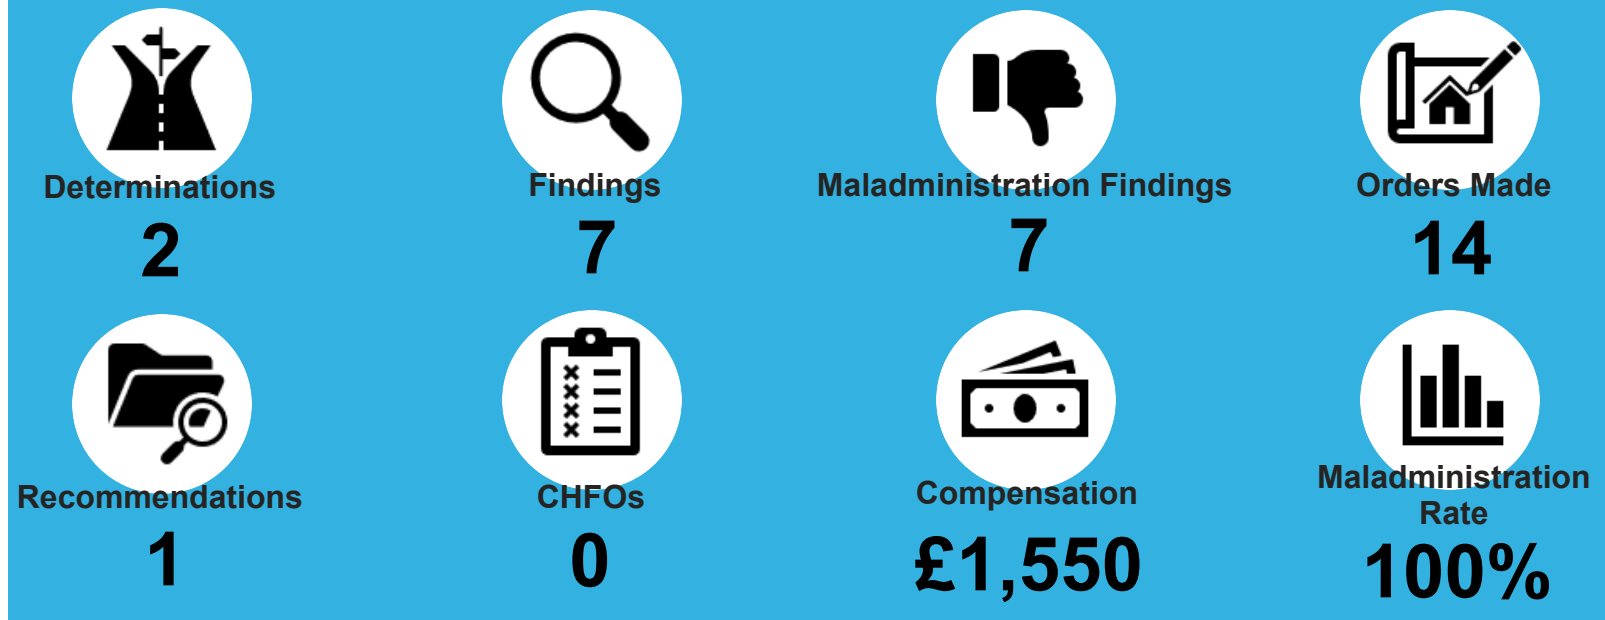 Determinations
2
Findings
7
Maladministration Findings
7
Orders Made
14
Recommendations
1
CHFOs
0
Compensation
£1,550
Maladministration
Rate
100%